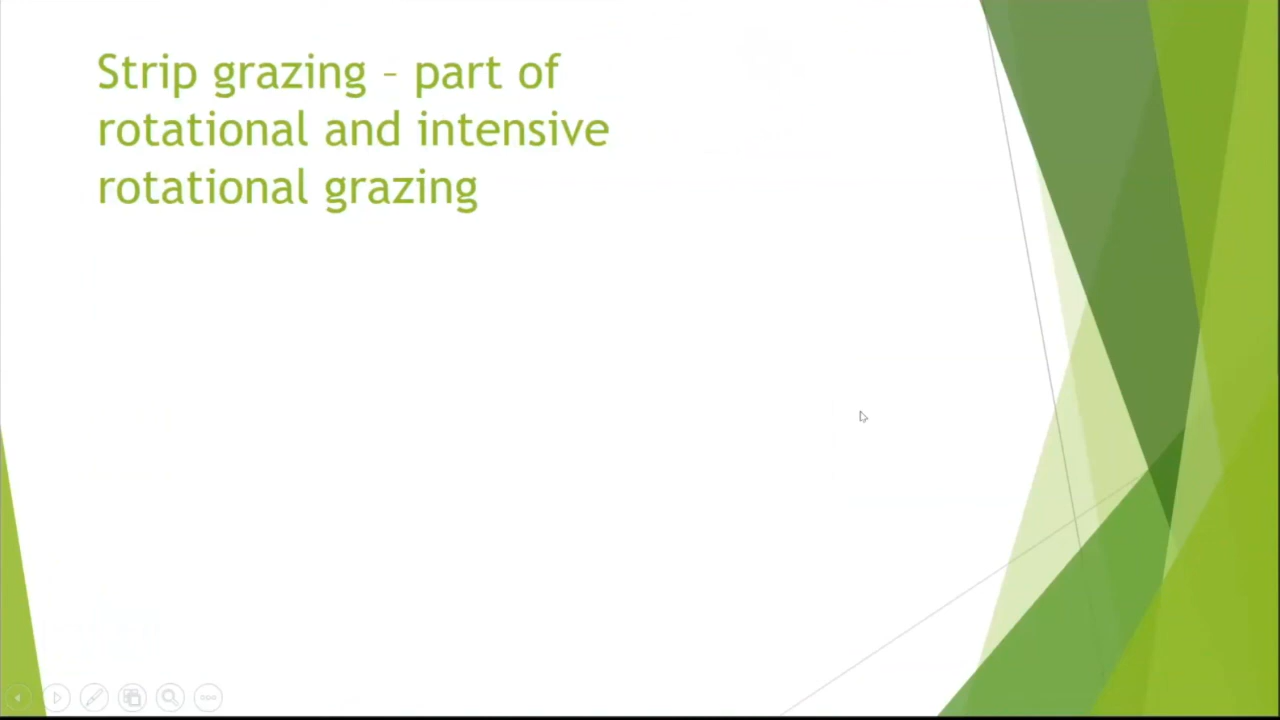 Strip grazing – part of
rotational and intensive
rotational grazing